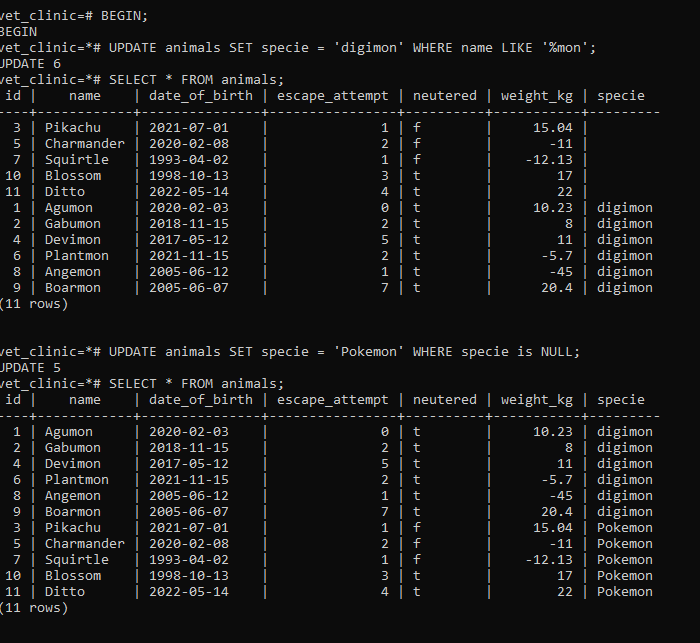 vet_clinic=# BEGIN;
BEGIN
vet_clinic=*# UPDATE animals SET specie = 'digimon' WHERE name LIKE '%mon';
UPDATE 6
vet_clinic=*# SELECT * FROM animals;
 id |    name    | date_of_birth | escape_attempt | neutered | weight_kg | specie
----+------------+---------------+----------------+----------+-----------+---------
  3 | Pikachu    | 2021-07-01    |              1 | f        |     15.04 |
  5 | Charmander | 2020-02-08    |              2 | f        |       -11 |
  7 | Squirtle   | 1993-04-02    |              1 | f        |    -12.13 |
 10 | Blossom    | 1998-10-13    |              3 | t        |        17 |
 11 | Ditto      | 2022-05-14    |              4 | t        |        22 |
  1 | Agumon     | 2020-02-03    |              0 | t        |     10.23 | digimon
  2 | Gabumon    | 2018-11-15    |              2 | t        |         8 | digimon
  4 | Devimon    | 2017-05-12    |              5 | t        |        11 | digimon
  6 | Plantmon   | 2021-11-15    |              2 | t        |      -5.7 | digimon
  8 | Angemon    | 2005-06-12    |              1 | t        |       -45 | digimon
  9 | Boarmon    | 2005-06-07    |              7 | t        |      20.4 | digimon
(11 rows)
vet_clinic=*# UPDATE animals SET specie = 'Pokemon' WHERE specie is NULL;
UPDATE 5
vet_clinic=*# SELECT * FROM animals;
 id |    name    | date_of_birth | escape_attempt | neutered | weight_kg | specie
----+------------+---------------+----------------+----------+-----------+---------
  1 | Agumon     | 2020-02-03    |              0 | t        |     10.23 | digimon
  2 | Gabumon    | 2018-11-15    |              2 | t        |         8 | digimon
  4 | Devimon    | 2017-05-12    |              5 | t        |        11 | digimon
  6 | Plantmon   | 2021-11-15    |              2 | t        |      -5.7 | digimon
  8 | Angemon    | 2005-06-12    |              1 | t        |       -45 | digimon
  9 | Boarmon    | 2005-06-07    |              7 | t        |      20.4 | digimon
  3 | Pikachu    | 2021-07-01    |              1 | f        |     15.04 | Pokemon
  5 | Charmander | 2020-02-08    |              2 | f        |       -11 | Pokemon
  7 | Squirtle   | 1993-04-02    |              1 | f        |    -12.13 | Pokemon
 10 | Blossom    | 1998-10-13    |              3 | t        |        17 | Pokemon
 11 | Ditto      | 2022-05-14    |              4 | t        |        22 | Pokemon
(11 rows)